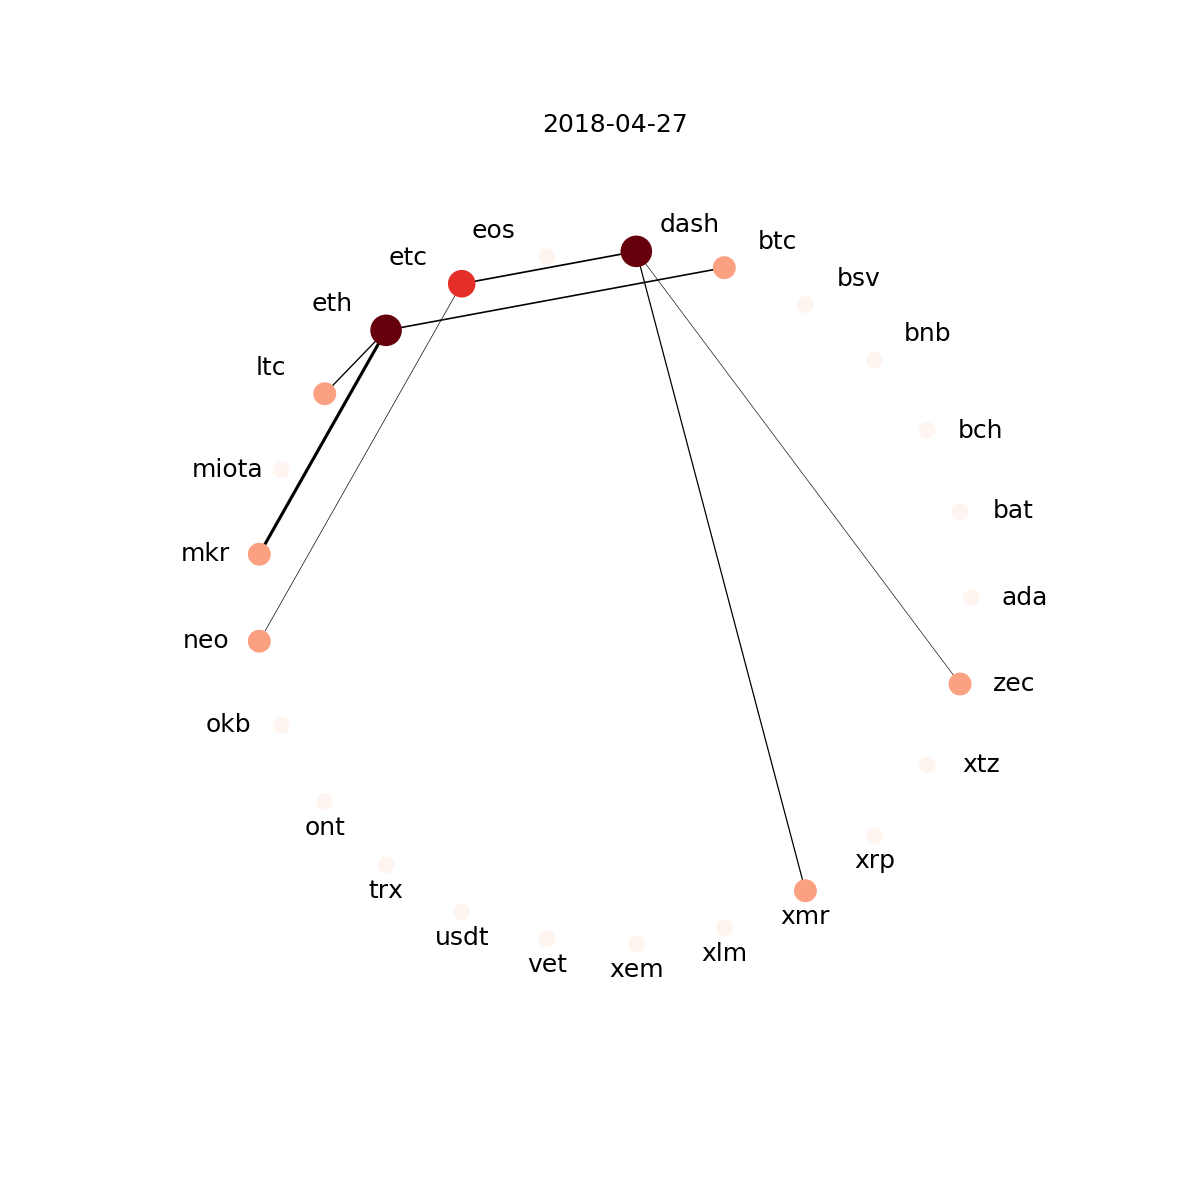 2018-04-27
dash
eos
btc
etc
bsv
eth
bnb
ltc
bch
miota
bat
mkr
ada
neo
zec
okb
xtz
ont
xrp
trx
xmr
usdt
xlm
vet
xem